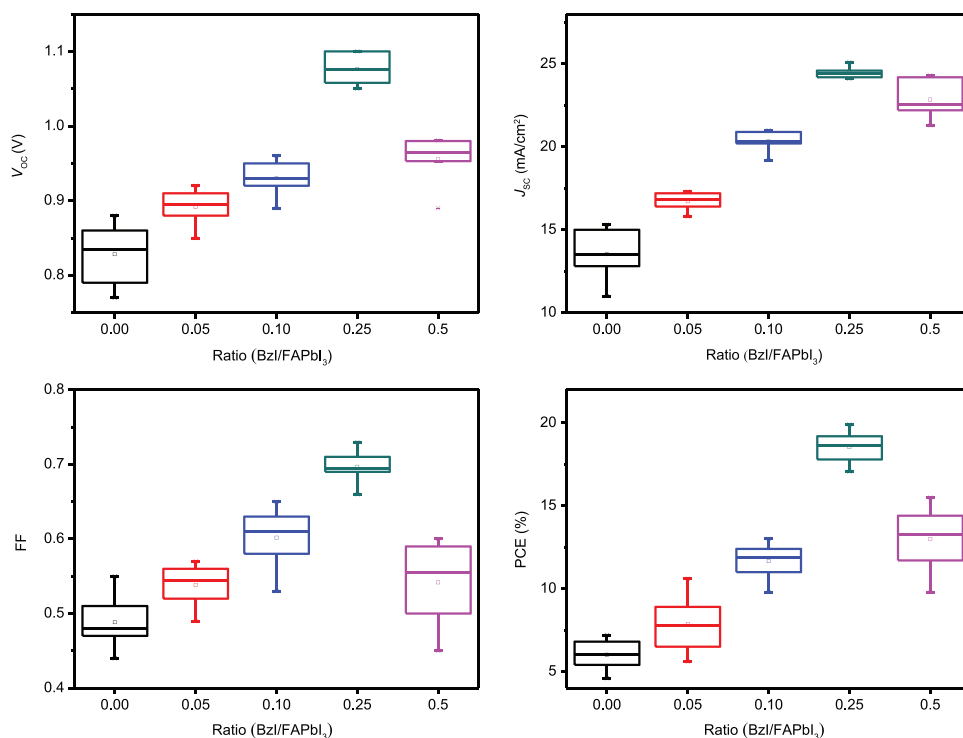 1.1
1.0
0.9
0.8
V_OC (V)
0.00 0.05 0.10 0.25 0.5
Ratio (BzI/FAPbI₃)
25
20
15
10
J_SC (mA/cm²)
0.00 0.05 0.10 0.25 0.5
Ratio (BzI/FAPbI₃)
0.8
0.7
0.6
0.5
0.4
FF
0.00 0.05 0.10 0.25 0.5
Ratio (BzI/FAPbI₃)
20
15
10
5
PCE (%)
0.00 0.05 0.10 0.25 0.5
Ratio (BzI/FAPbI₃)